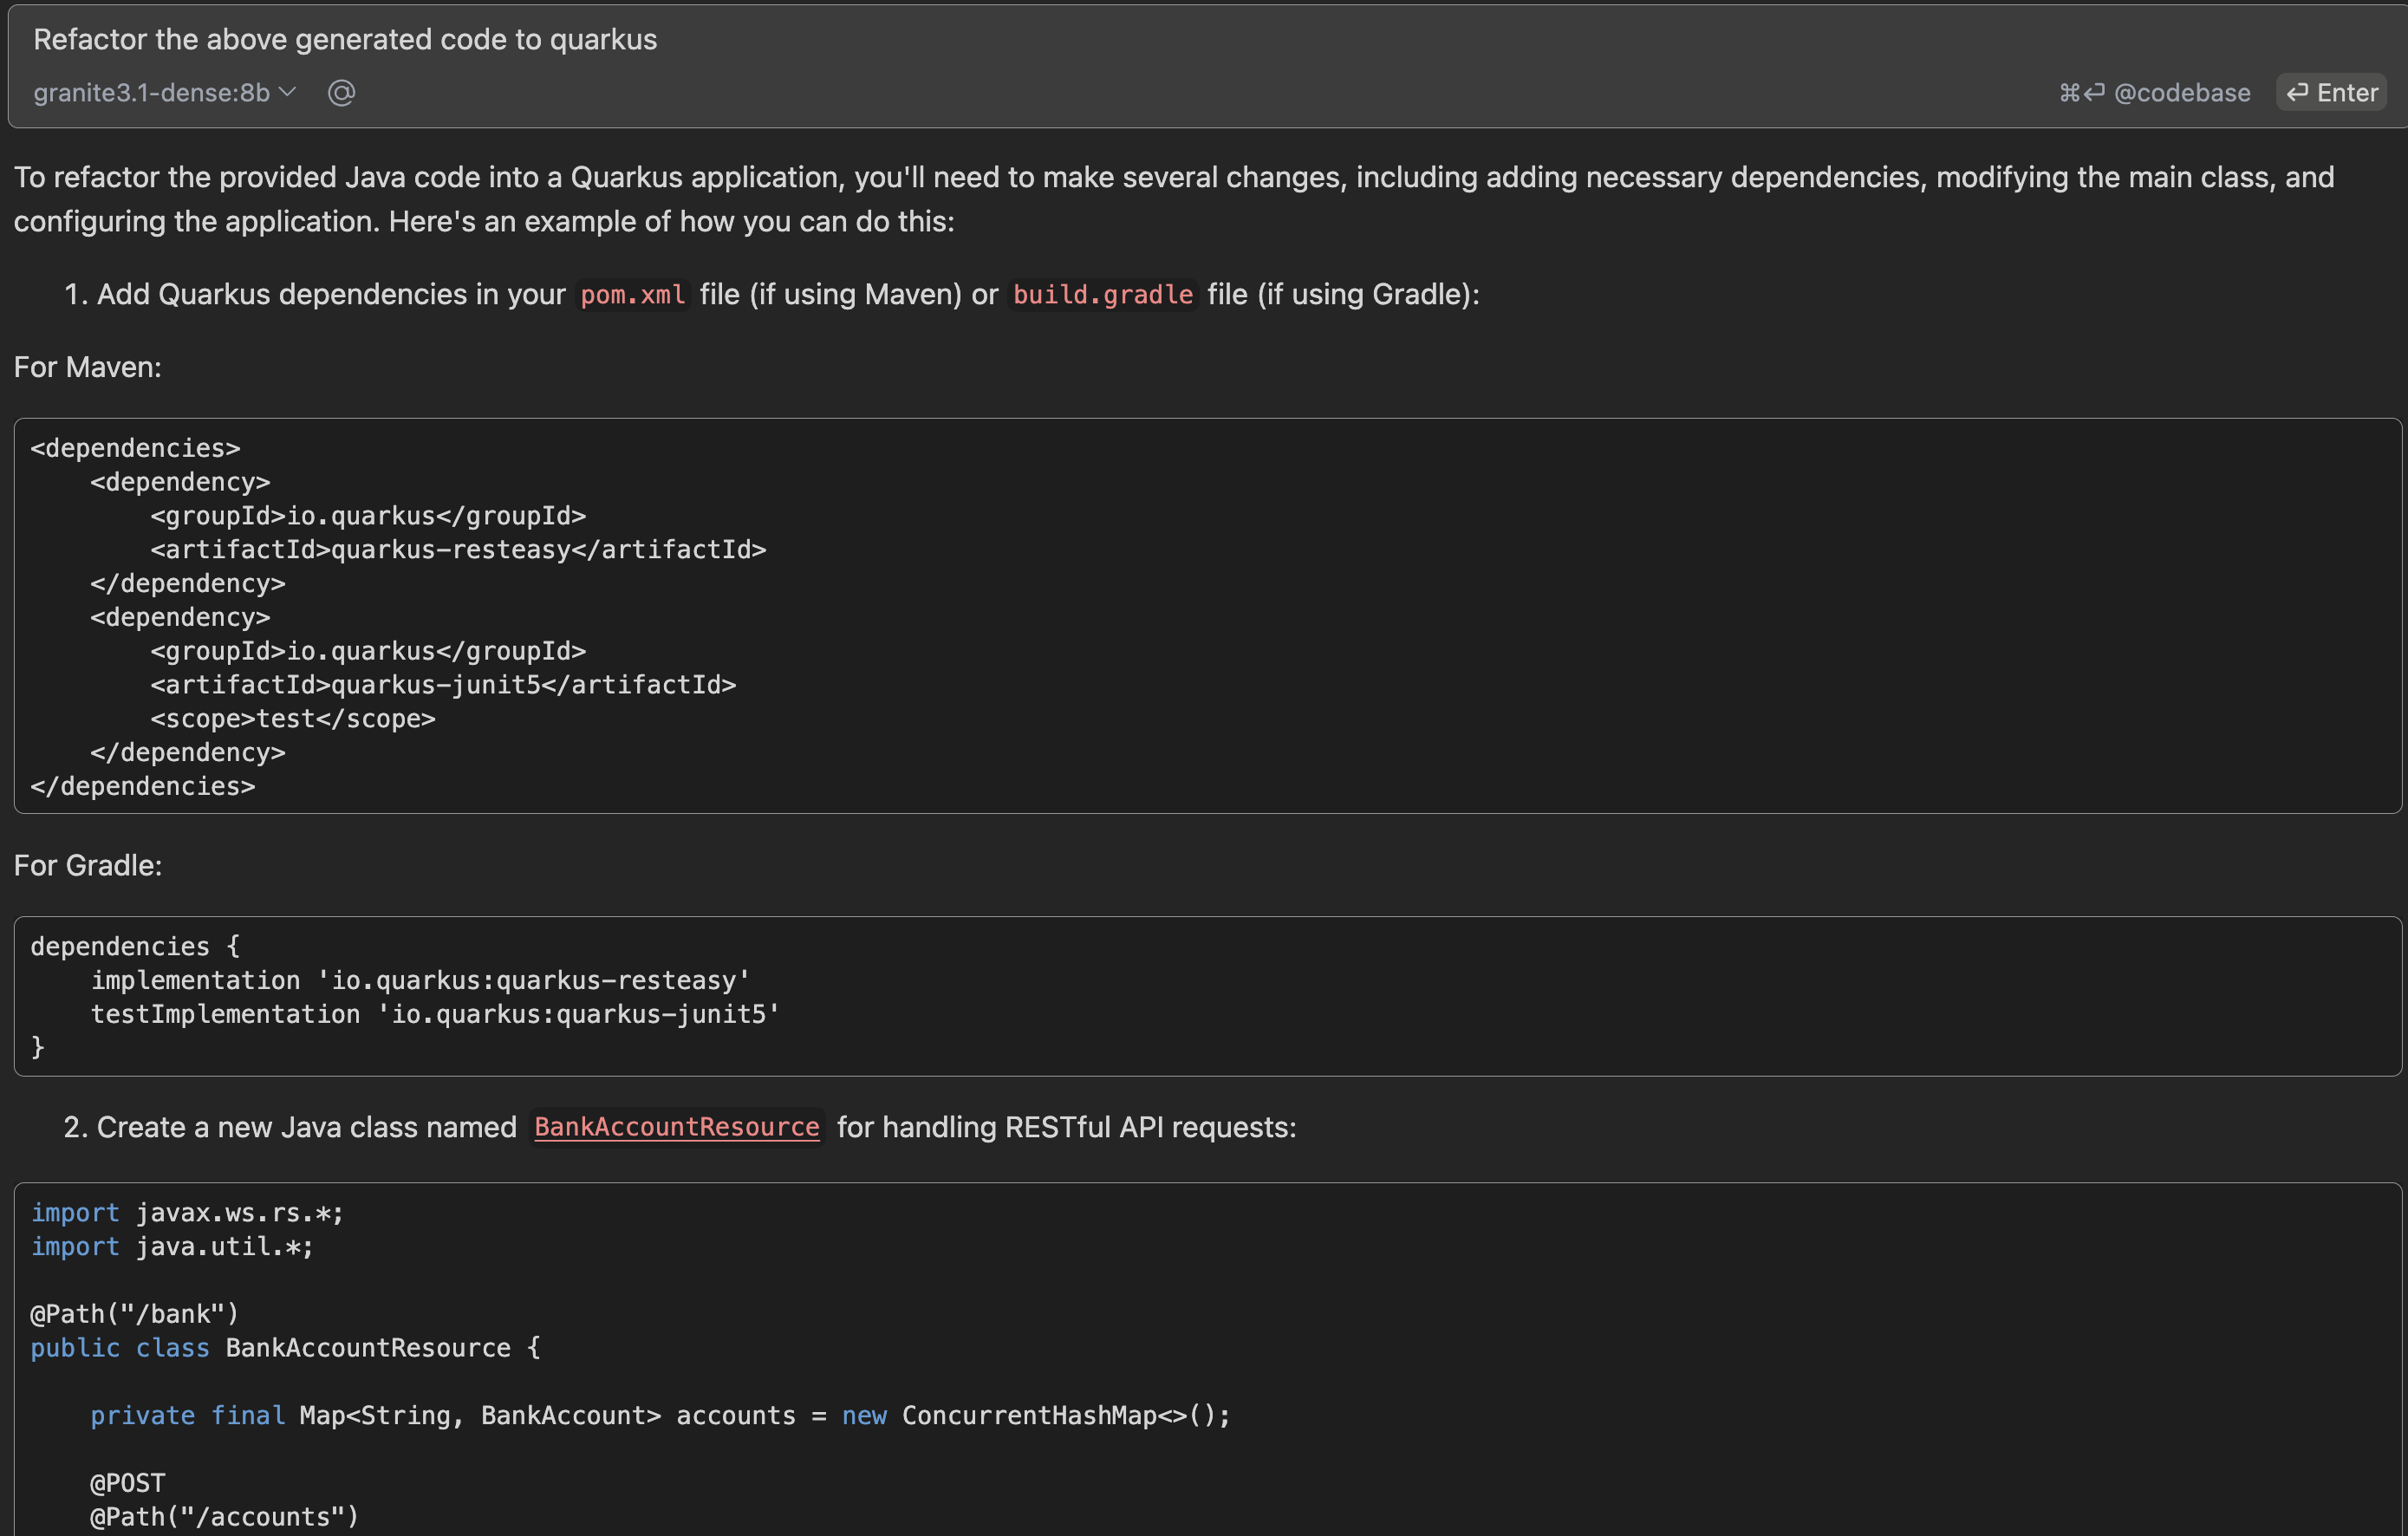 Refactor the above generated code to quarkus
granite3.1-dense:8b @ ⌘⏎ @codebase ⏎ Enter
To refactor the provided Java code into a Quarkus application, you'll need to make several changes, including adding necessary dependencies, modifying the main class, and
configuring the application. Here's an example of how you can do this:
1. Add Quarkus dependencies in your pom.xml file (if using Maven) or build.gradle file (if using Gradle):
For Maven:
<dependencies>
    <dependency>
        <groupId>io.quarkus</groupId>
        <artifactId>quarkus-resteasy</artifactId>
    </dependency>
    <dependency>
        <groupId>io.quarkus</groupId>
        <artifactId>quarkus-junit5</artifactId>
        <scope>test</scope>
    </dependency>
</dependencies>
For Gradle:
dependencies {
    implementation 'io.quarkus:quarkus-resteasy'
    testImplementation 'io.quarkus:quarkus-junit5'
}
2. Create a new Java class named BankAccountResource for handling RESTful API requests:
import javax.ws.rs.*;
import java.util.*;
@Path("/bank")
public class BankAccountResource {
    private final Map<String, BankAccount> accounts = new ConcurrentHashMap<>();
    @POST
    @Path("/accounts")